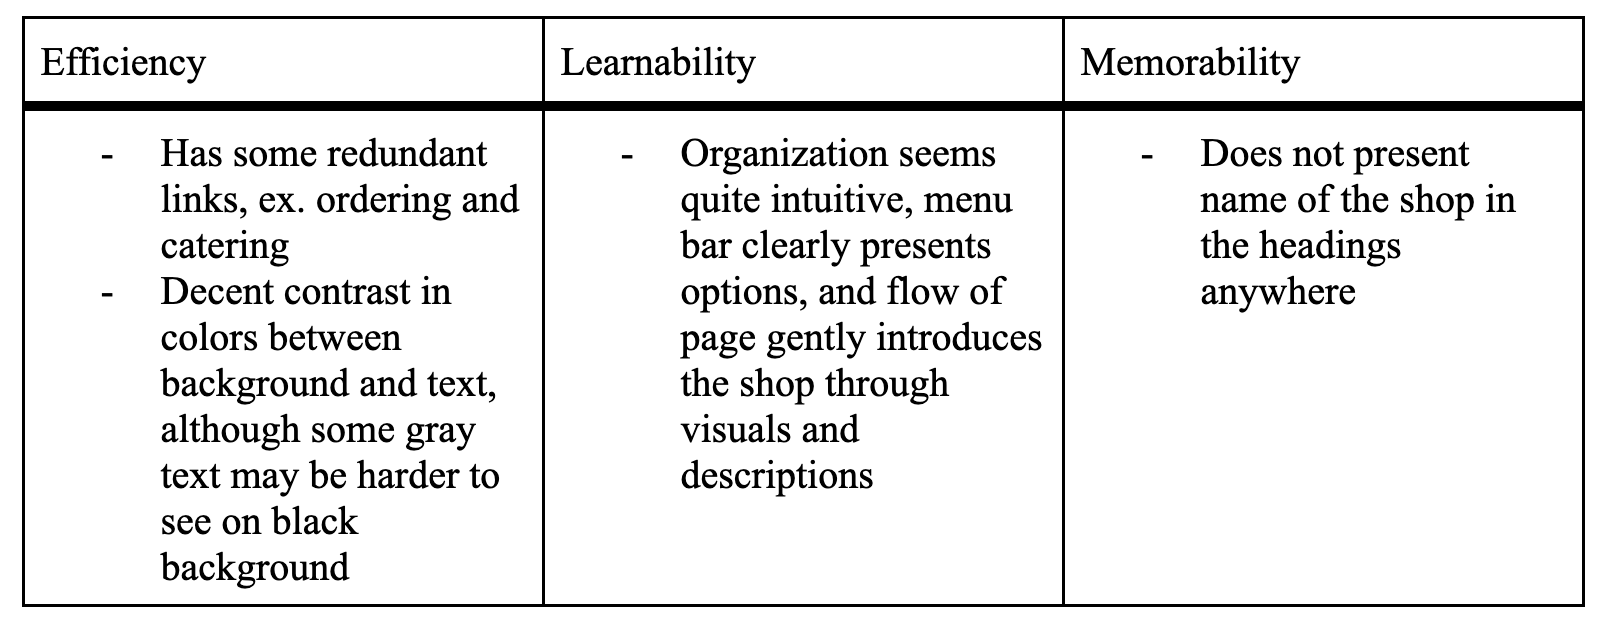 Efficiency
Learnability
Memorability
- Has some redundant
links, ex. ordering and
catering
- Decent contrast in
colors between
background and text,
although some gray
text may be harder to
see on black
background
- Organization seems
quite intuitive, menu
bar clearly presents
options, and flow of
page gently introduces
the shop through
visuals and
descriptions
- Does not present
name of the shop in
the headings
anywhere